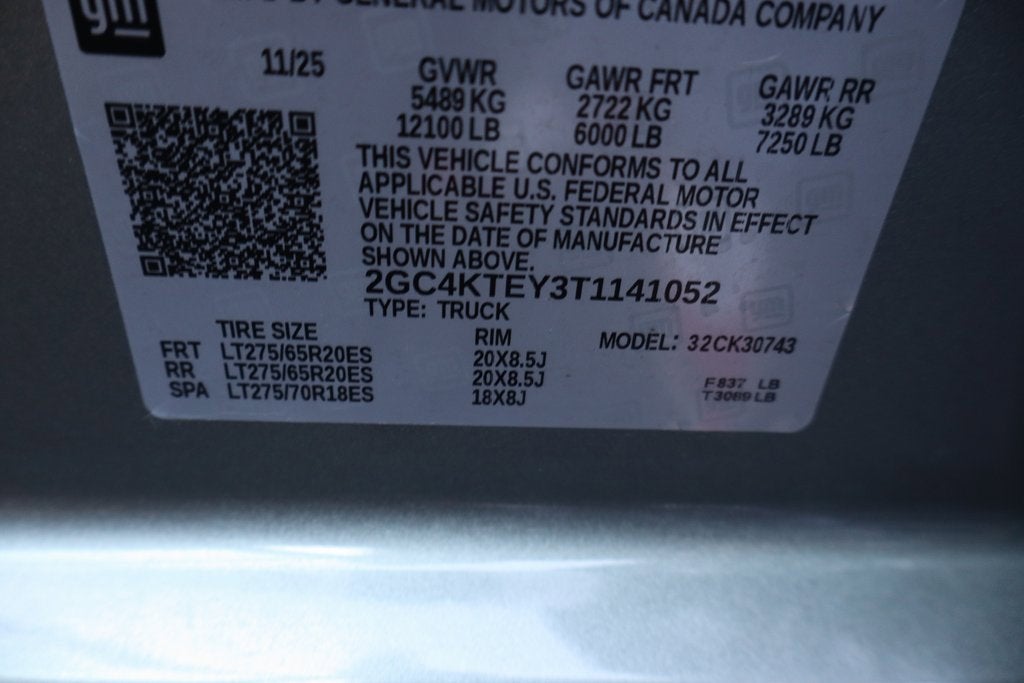 gm
BY GENERAL MOTORS OF CANADA COMPANY
11/25 GVWR GAWR FRT GAWR RR
5489 KG 2722 KG 3289 KG
12100 LB 6000 LB 7250 LB
THIS VEHICLE CONFORMS TO ALL
APPLICABLE U.S. FEDERAL MOTOR
VEHICLE SAFETY STANDARDS IN EFFECT
ON THE DATE OF MANUFACTURE
SHOWN ABOVE.
2GC4KTEY3T1141052
TYPE: TRUCK
TIRE SIZE RIM MODEL: 32CK30743
FRT LT275/65R20ES 20X8.5J
RR LT275/65R20ES 20X8.5J
SPA LT275/70R18ES 18X8J
F837 LB
T3089 LB